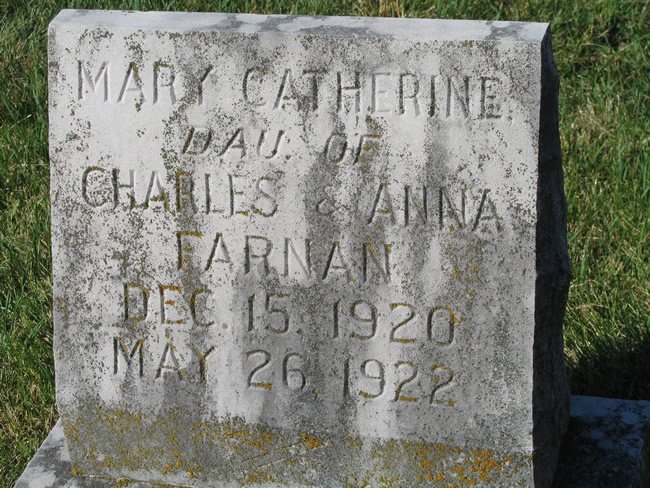 MARY CATHERINE,
DAU. OF
CHARLES & ANNA
FARNAN
DEC. 15. 1920
MAY 26. 1922